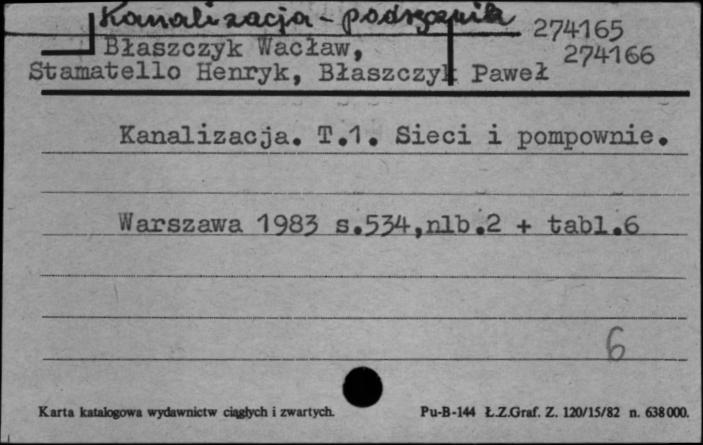 Kanalizacja - podręcznik 274165
Błaszczyk Wacław, 274166
Stamatello Henryk, Błaszczyk Paweł
Kanalizacja. T.1. Sieci i pompownie.
Warszawa 1983 s.534,nlb.2 + tabl.6
6
Karta katalogowa wydawnictw ciągłych i zwartych. Pu-B-144 Ł.Z.Graf. Z. 120/15/82 n. 638000.